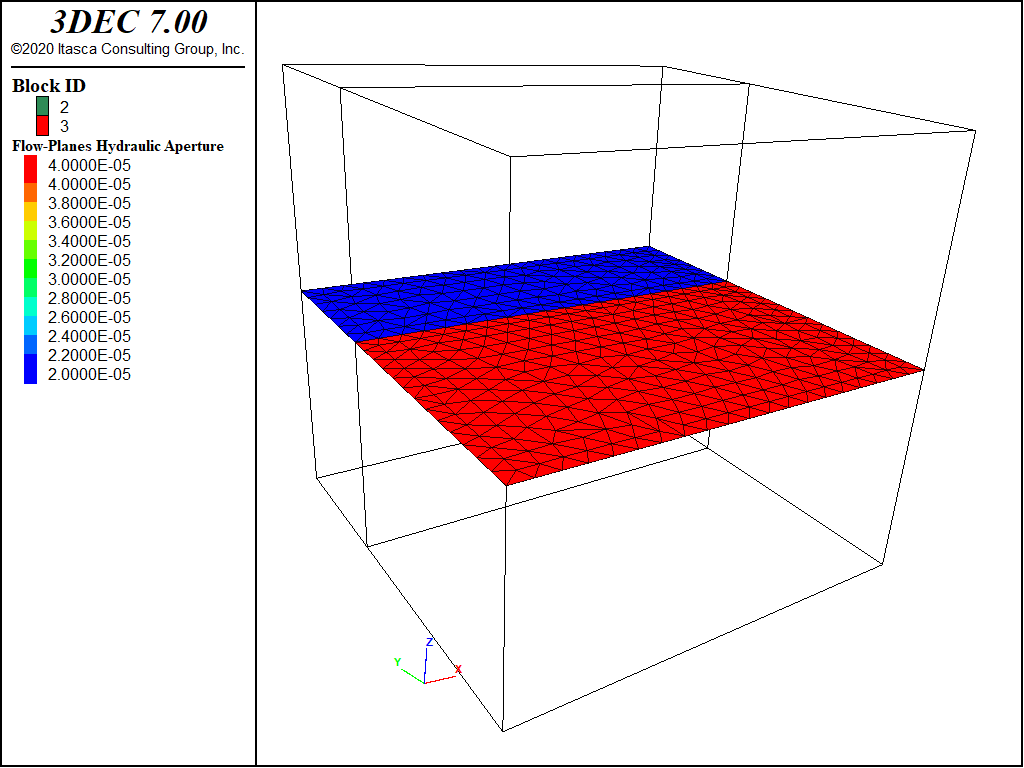 3DEC 7.00
©2020 Itasca Consulting Group, Inc.
Block ID
2
3
Flow-Planes Hydraulic Aperture
4.0000E-05
4.0000E-05
3.8000E-05
3.6000E-05
3.4000E-05
3.2000E-05
3.0000E-05
2.8000E-05
2.6000E-05
2.4000E-05
2.2000E-05
2.0000E-05
Z
Y
X